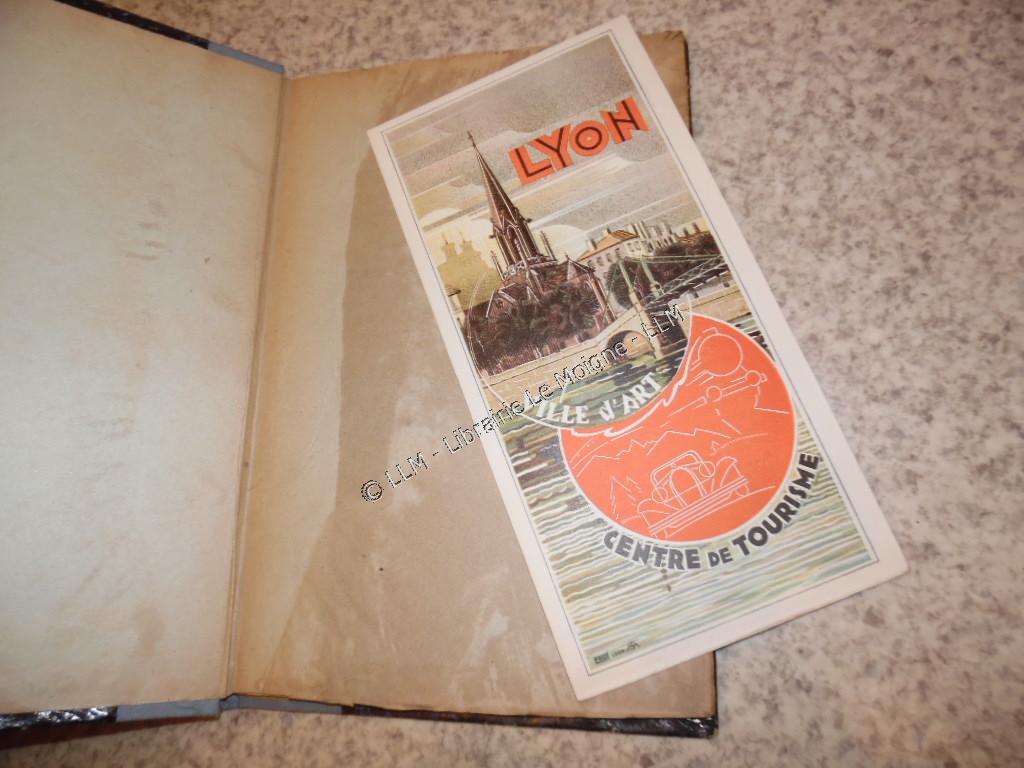 LYON
VILLE d'ART
CENTRE DE TOURISME
© LLM - Librairie Le Moigne - LLM